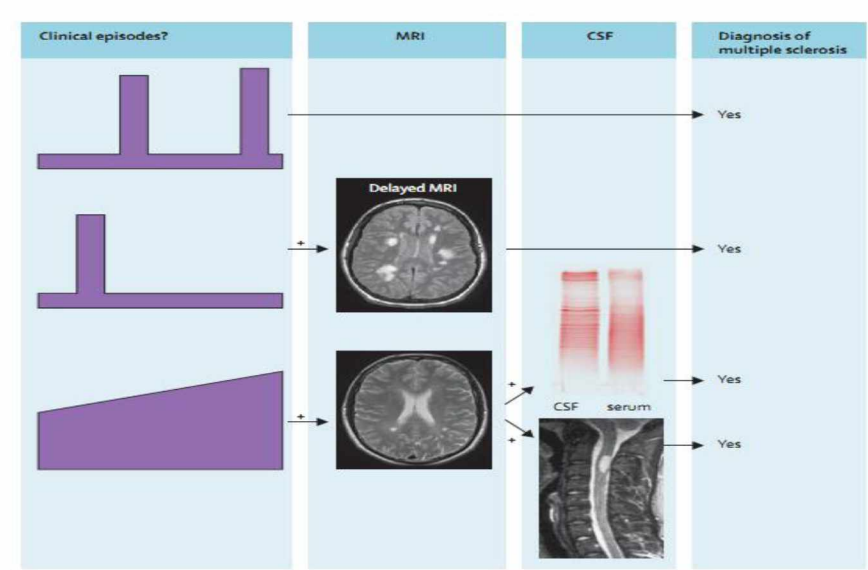 Clinical episodes?
MRI
CSF
Diagnosis of
multiple sclerosis
Yes
Delayed MRI
+
Yes
+
+
Yes
CSF serum
+
Yes